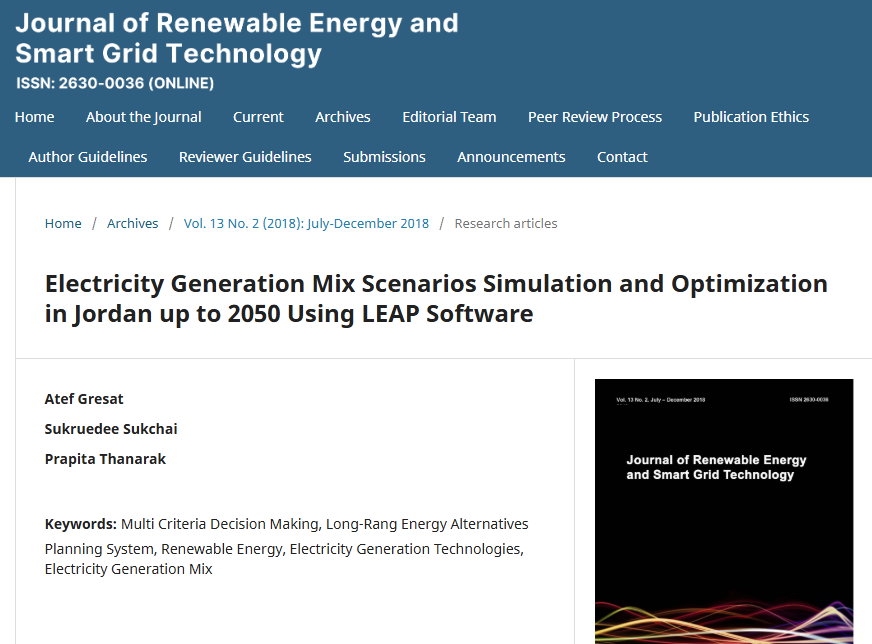 Journal of Renewable Energy and
Smart Grid Technology
ISSN: 2630-0036 (ONLINE)
Home About the Journal Current Archives Editorial Team Peer Review Process Publication Ethics
Author Guidelines Reviewer Guidelines Submissions Announcements Contact
Home / Archives / Vol. 13 No. 2 (2018): July-December 2018 / Research articles
Electricity Generation Mix Scenarios Simulation and Optimization
in Jordan up to 2050 Using LEAP Software
Atef Gresat
Sukruedee Sukchai
Prapita Thanarak
Keywords: Multi Criteria Decision Making, Long-Rang Energy Alternatives
Planning System, Renewable Energy, Electricity Generation Technologies,
Electricity Generation Mix
Vol. 13 No. 2, July – December 2018 ISSN 2630-0036
Journal of Renewable Energy
and Smart Grid Technology